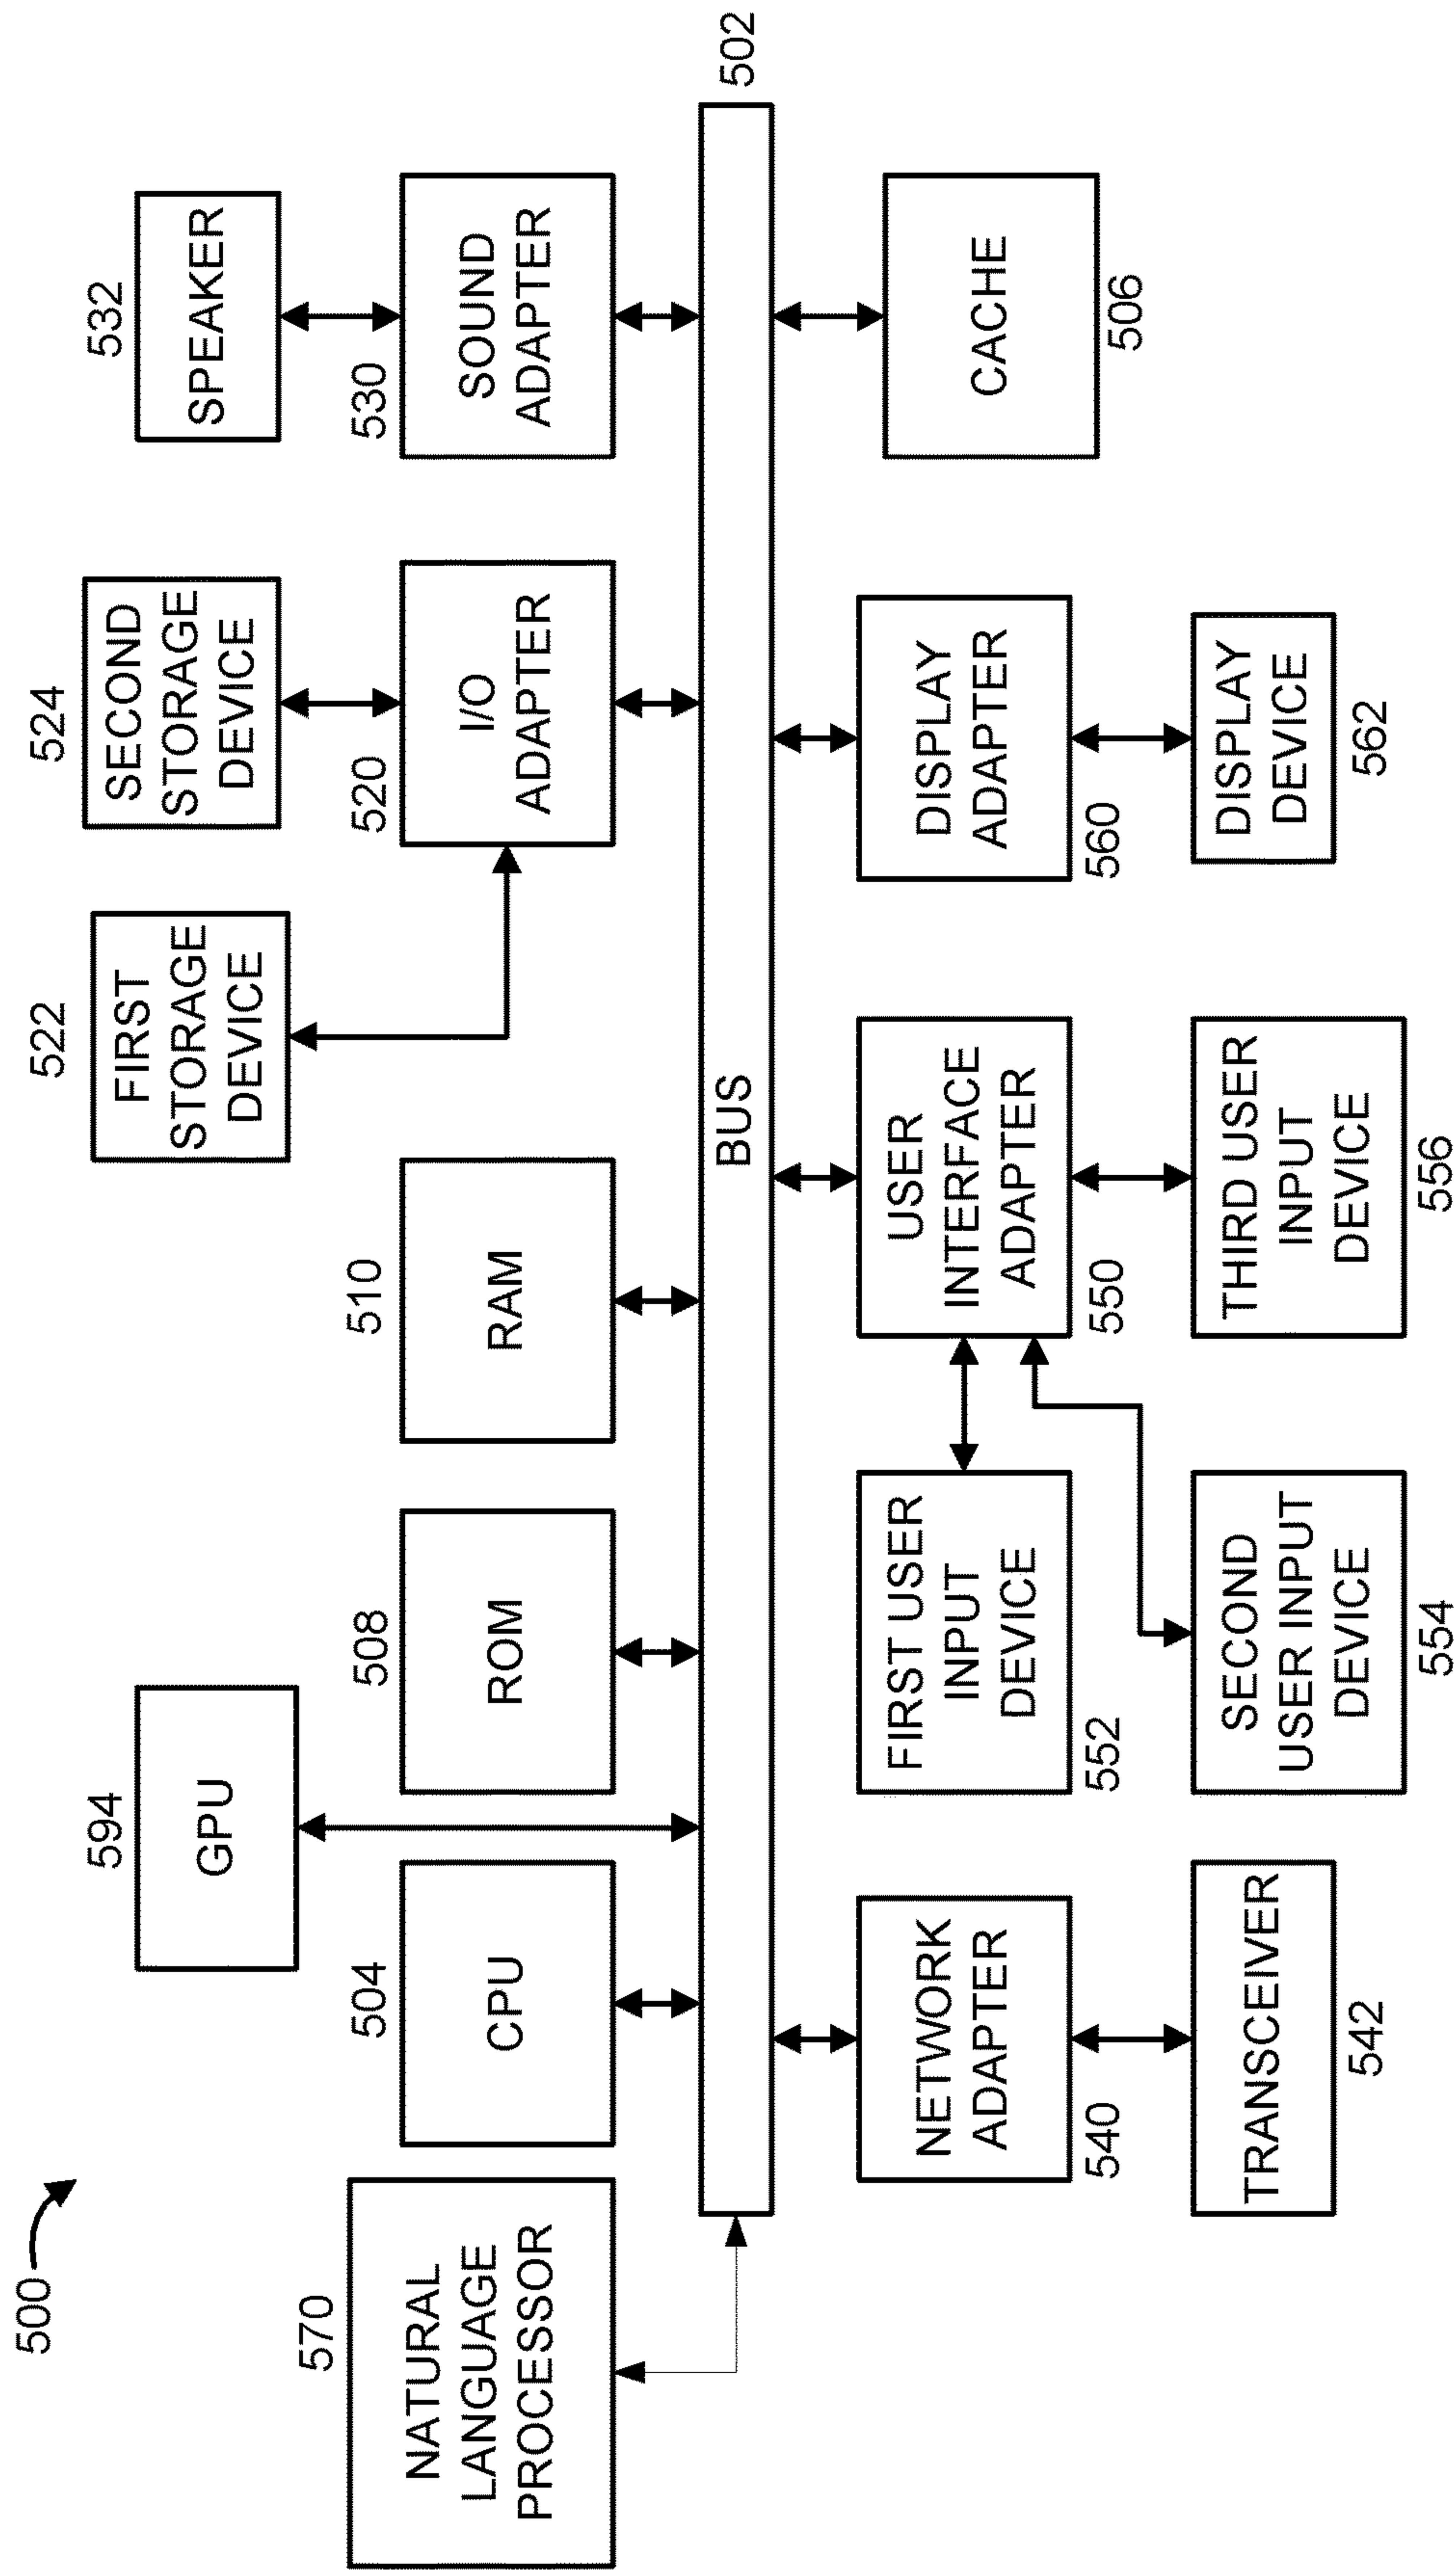 500
594
GPU
522
FIRST
STORAGE
DEVICE
524
SECOND
STORAGE
DEVICE
532
SPEAKER
570
NATURAL
LANGUAGE
PROCESSOR
504
CPU
508
ROM
510
RAM
520
I/O
ADAPTER
530
SOUND
ADAPTER
BUS
502
NETWORK
ADAPTER
540
FIRST USER
INPUT
DEVICE
552
USER
INTERFACE
ADAPTER
550
DISPLAY
ADAPTER
560
CACHE
506
TRANSCEIVER
542
SECOND
USER INPUT
DEVICE
554
THIRD USER
INPUT
DEVICE
556
DISPLAY
DEVICE
562